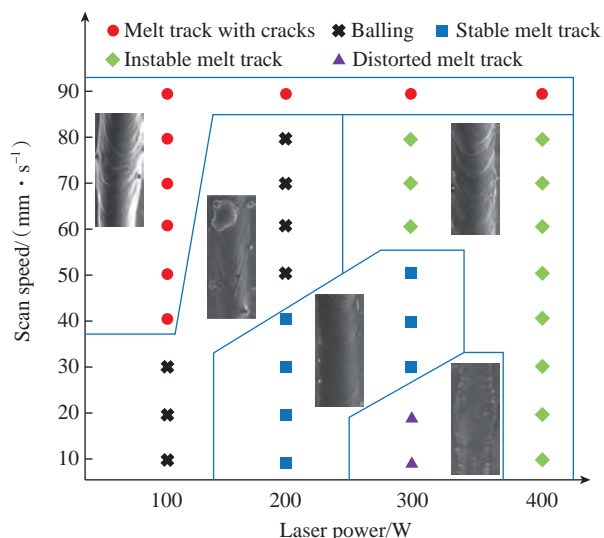 Melt track with cracks Balling Stable melt track
Instable melt track Distorted melt track
90
80
70
60
50
40
30
20
10
100 200 300 400
Scan speed/(mm·s⁻¹)
Laser power/W